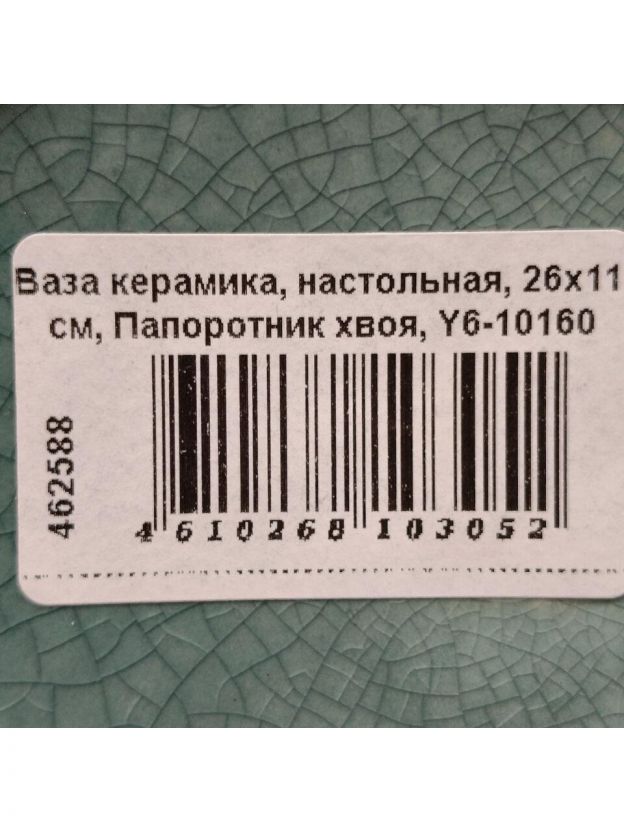 Ваза керамика, настольная, 26х11
см, Папоротник хвоя, Y6-10160
462588
4 610268 103052